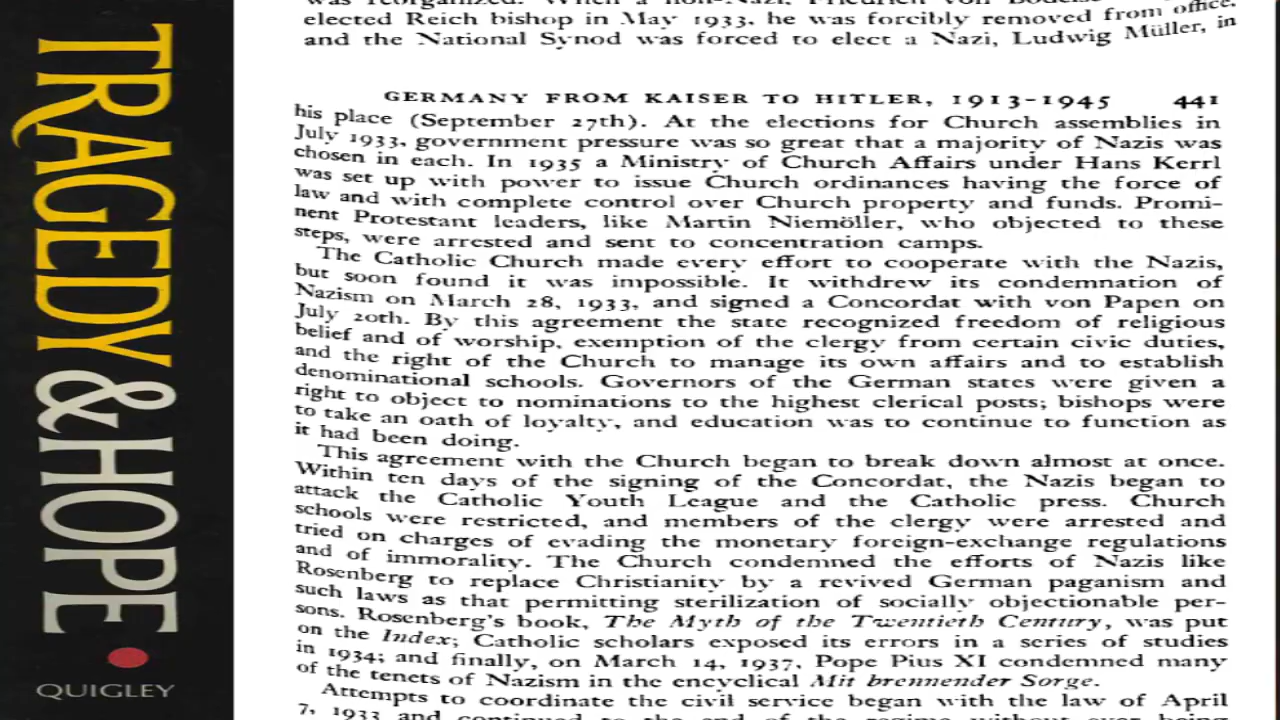 TRAGEDY & HOPE
QUIGLEY
elected Reich bishop in May 1933, he was forcibly removed from office,
and the National Synod was forced to elect a Nazi, Ludwig Müller, in
GERMANY FROM KAISER TO HITLER, 1913-1945 441
his place (September 27th). At the elections for Church assemblies in
July 1933, government pressure was so great that a majority of Nazis was
chosen in each. In 1935 a Ministry of Church Affairs under Hans Kerrl
was set up with power to issue Church ordinances having the force of
law and with complete control over Church property and funds. Promi-
nent Protestant leaders, like Martin Niemöller, who objected to these
steps, were arrested and sent to concentration camps.
The Catholic Church made every effort to cooperate with the Nazis,
but soon found it was impossible. It withdrew its condemnation of
Nazism on March 28, 1933, and signed a Concordat with von Papen on
July 20th. By this agreement the state recognized freedom of religious
belief and of worship, exemption of the clergy from certain civic duties,
and the right of the Church to manage its own affairs and to establish
denominational schools. Governors of the German states were given a
right to object to nominations to the highest clerical posts; bishops were
to take an oath of loyalty, and education was to continue to function as
it had been doing.
This agreement with the Church began to break down almost at once.
Within ten days of the signing of the Concordat, the Nazis began to
attack the Catholic Youth League and the Catholic press. Church
schools were restricted, and members of the clergy were arrested and
tried on charges of evading the monetary foreign-exchange regulations
and of immorality. The Church condemned the efforts of Nazis like
Rosenberg to replace Christianity by a revived German paganism and
such laws as that permitting sterilization of socially objectionable per-
sons. Rosenberg's book, The Myth of the Twentieth Century, was put
on the Index; Catholic scholars exposed its errors in a series of studies
in 1934; and finally, on March 14, 1937, Pope Pius XI condemned many
of the tenets of Nazism in the encyclical Mit brennender Sorge.
Attempts to coordinate the civil service began with the law of April
7, 1933 and continued to the end of the regime without ever being